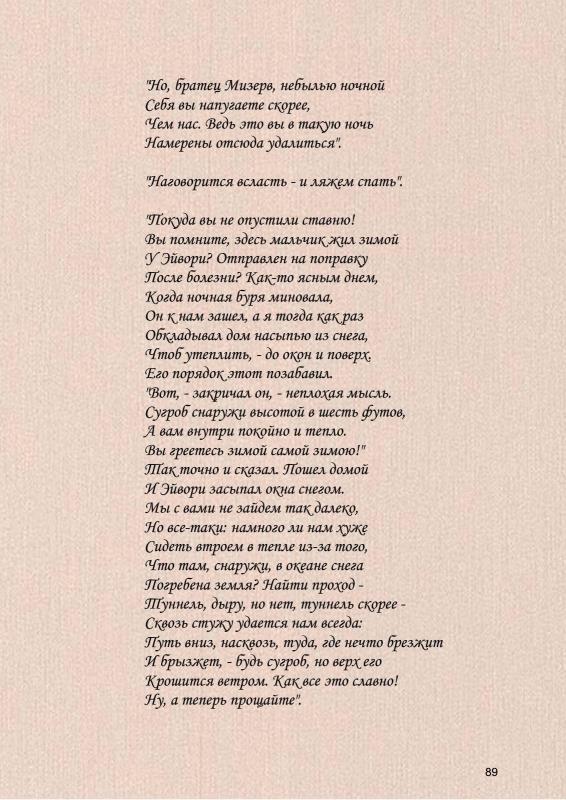 "Но, братец Мизерв, небылью ночной
Себя вы напугаете скорее,
Чем нас. Ведь это вы в такую ночь
Намерены отсюда удалиться".
"Наговорится всласть - и ляжем спать".
"Покуда вы не опустили ставню!
Вы помните, здесь мальчик жил зимой
У Эйвори? Отправлен на поправку
После болезни? Как-то ясным днем,
Когда ночная буря миновала,
Он к нам зашел, а я тогда как раз
Обкладывал дом насыпью из снега,
Чтоб утеплить, - до окон и поверх.
Его порядок этот позабавил.
"Вот, - закричал он, - неплохая мысль.
Сугроб снаружи высотой в шесть футов,
А вам внутри покойно и тепло.
Вы греетесь зимой самой зимою!"
Так точно и сказал. Пошел домой
И Эйвори засыпал окна снегом.
Мы с вами не зайдем так далеко,
Но все-таки: намного ли нам хуже
Сидеть втроем в тепле из-за того,
Что там, снаружи, в океане снега
Погребена земля? Найти проход -
Туннель, дыру, но нет, туннель скорее -
Сквозь стужу удается нам всегда:
Путь вниз, насквозь, туда, где нечто брезжит
И брызжет, - будь сугроб, но верх его
Крошится ветром. Как все это славно!
Ну, а теперь прощайте".
89